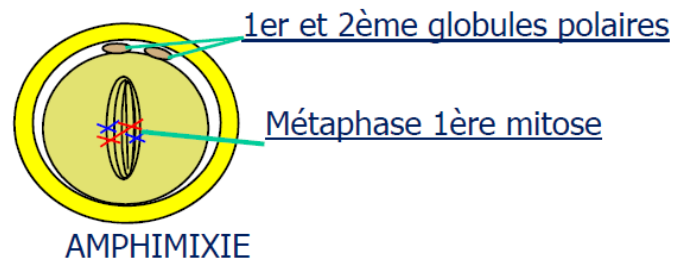 1er et 2ème globules polaires
Métaphase 1ère mitose
AMPHIMIXIE